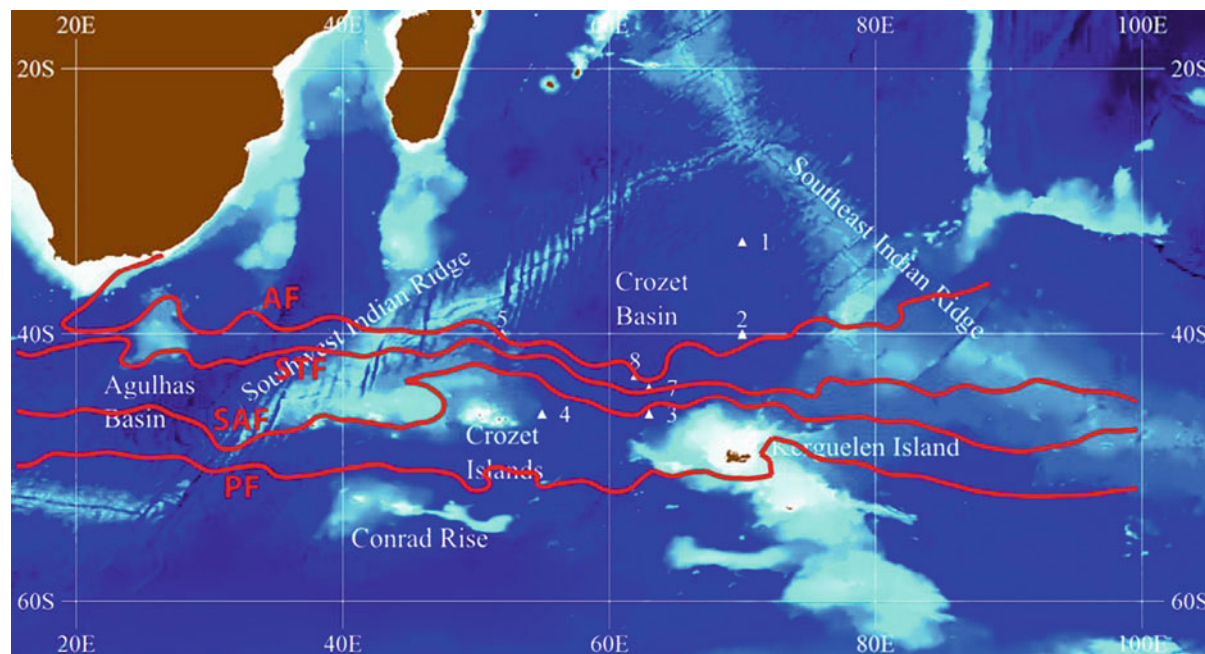 20E
40E
60E
80E
100E
20S
20S
Southeast Indian Ridge
1
Crozet
Basin
Southwest Indian Ridge
AF
5
2
40S
40S
STF
8
7
Agulhas
Basin
SAF
4
3
Crozet
Islands
Kerguelen Island
PF
Conrad Rise
60S
60S
20E
40E
60E
80E
100E